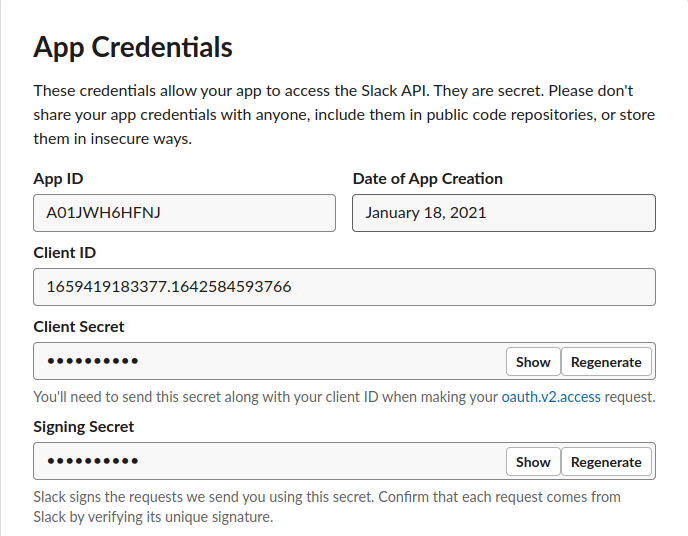 App Credentials
These credentials allow your app to access the Slack API. They are secret. Please don't
share your app credentials with anyone, include them in public code repositories, or store
them in insecure ways.
App ID
Date of App Creation
A01JWH6HFNJ
January 18, 2021
Client ID
1659419183377.1642584593766
Client Secret
••••••••••
Show
Regenerate
You'll need to send this secret along with your client ID when making your oauth.v2.access request.
Signing Secret
••••••••••
Show
Regenerate
Slack signs the requests we send you using this secret. Confirm that each request comes from
Slack by verifying its unique signature.